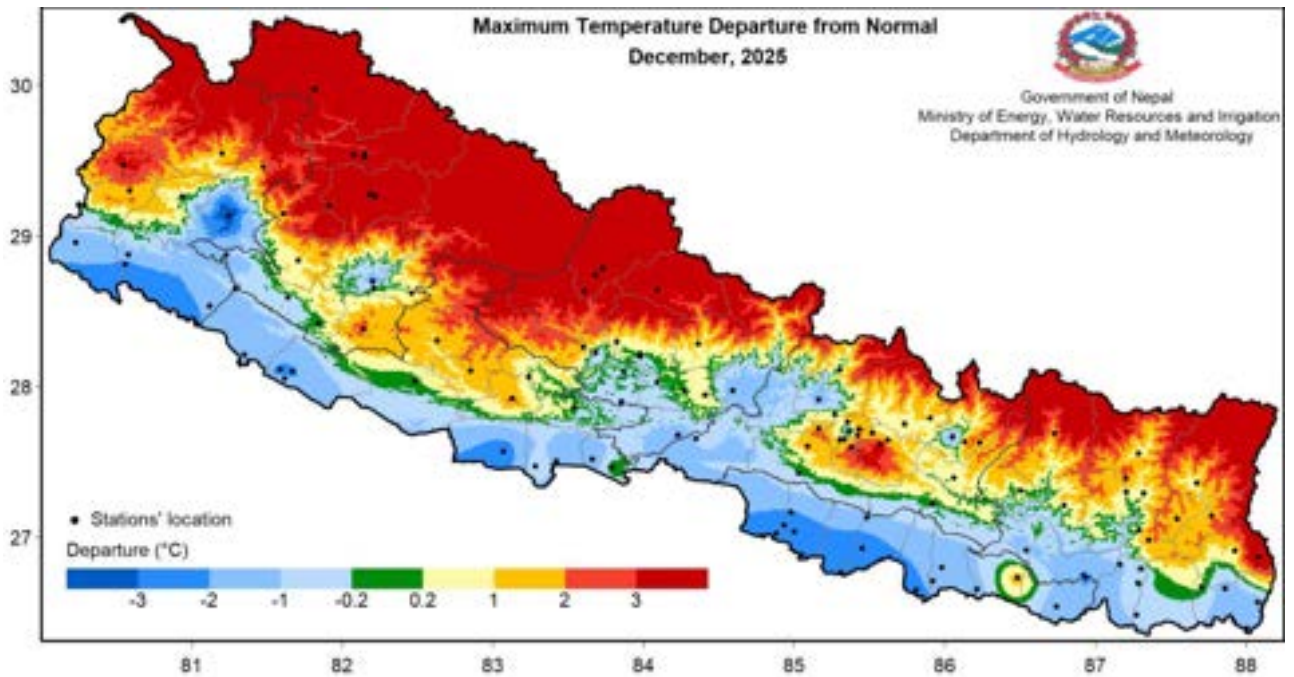 Maximum Temperature Departure from Normal
December, 2025
Government of Nepal
Ministry of Energy, Water Resources and Irrigation
Department of Hydrology and Meteorology
30
29
28
27
Stations' location
Departure (°C)
-3 -2 -1 -0.2 0.2 1 2 3
81 82 83 84 85 86 87 88